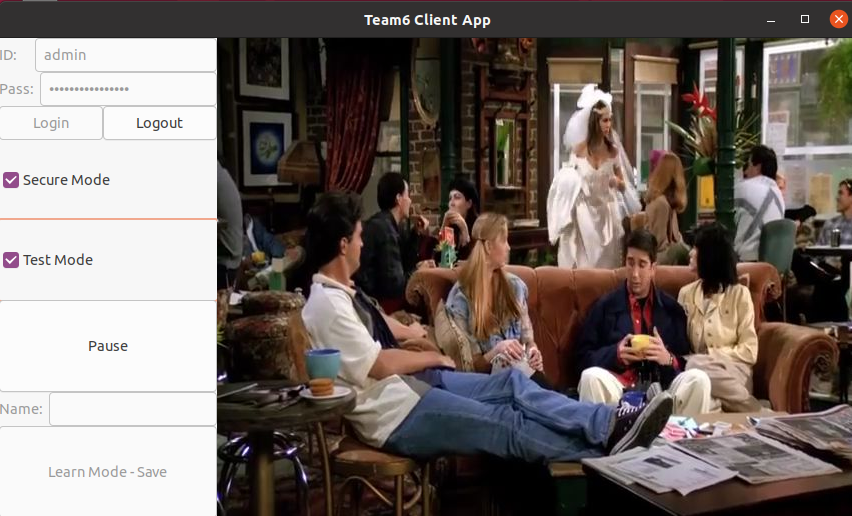 Team6 Client App
ID: admin
Pass: ••••••••••••••••
Login Logout
Secure Mode
Test Mode
Pause
Name:
Learn Mode - Save